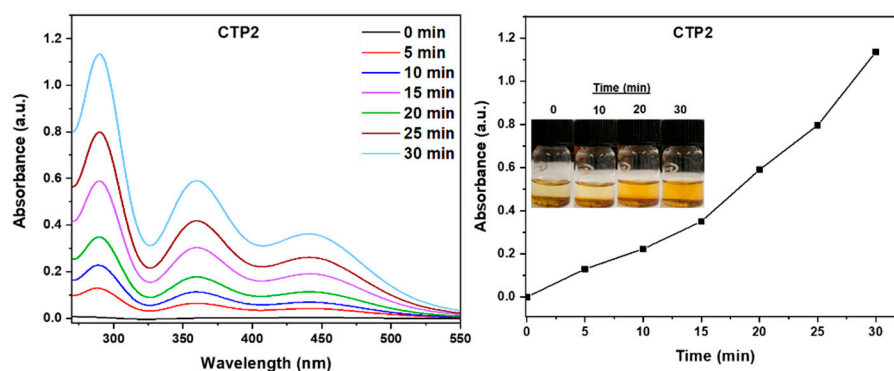 CTP2
0 min
5 min
10 min
15 min
20 min
25 min
30 min
1.2
1.0
0.8
0.6
0.4
0.2
0.0
Absorbance (a.u.)
300 350 400 450 500 550
Wavelength (nm)
CTP2
Time (min)
0 10 20 30
1.2
1.0
0.8
0.6
0.4
0.2
0.0
Absorbance (a.u.)
0 5 10 15 20 25 30
Time (min)